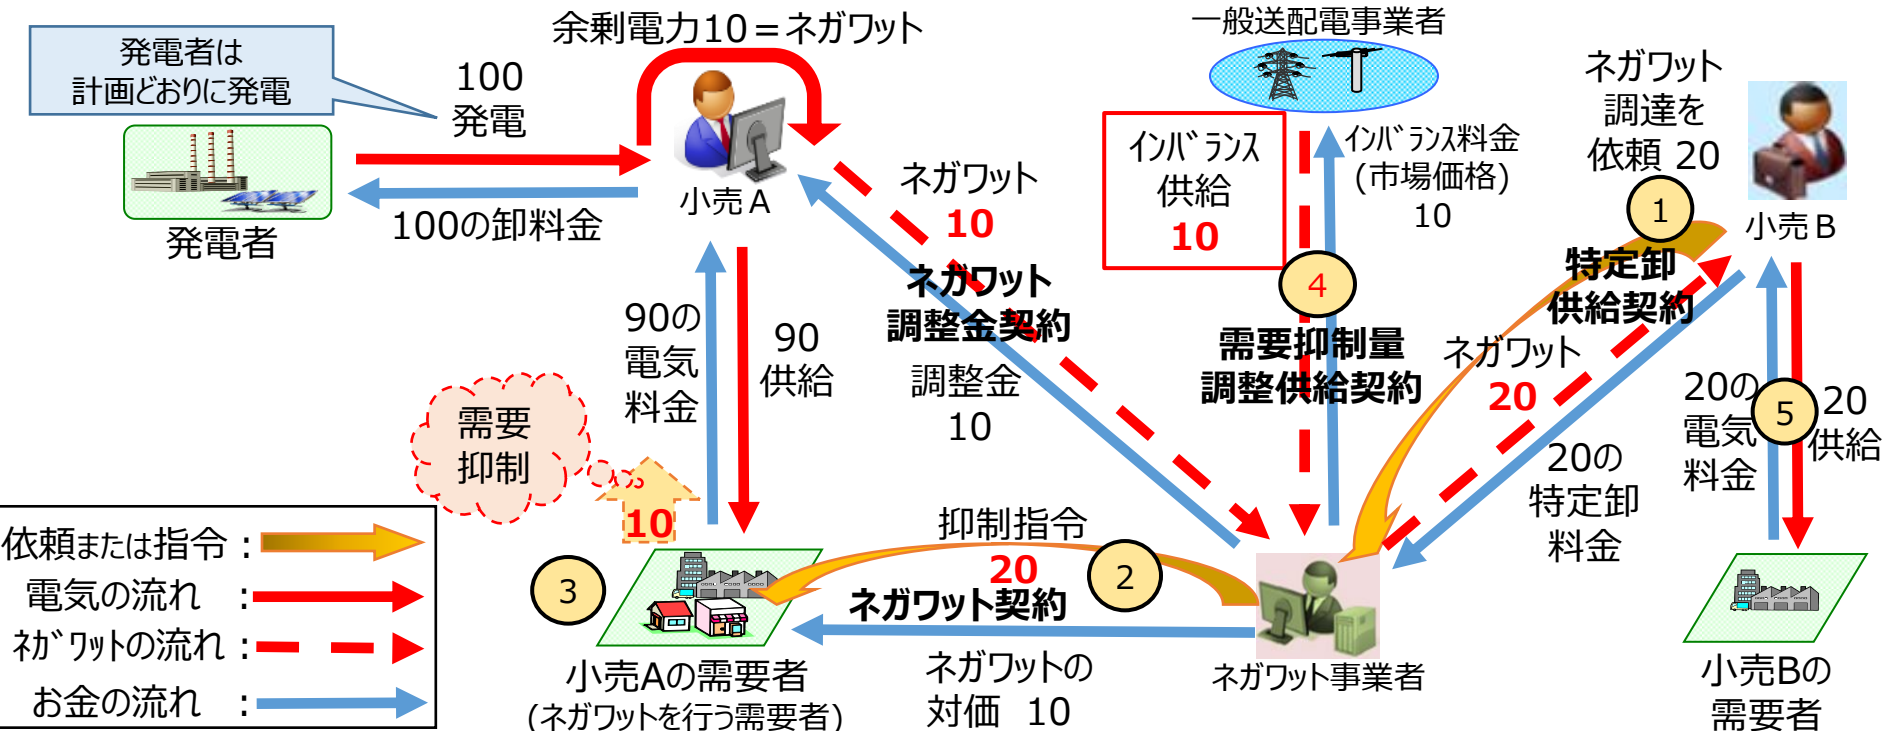 発電者は
計画どおりに発電
余剰電力10＝ネガワット
一般送配電事業者
100
発電
小売Ａ
100の卸料金
発電者
ネガワット
10
ネガワット
調整金契約
調整金
10
インバランス
供給
10
インバランス料金
(市場価格)
10
ネガワット
調達を
依頼 20
1
小売Ｂ
特定卸
供給契約
4
需要抑制量
調整供給契約
ネガワット
20
20の
特定卸
料金
20の
電気
料金
5
20
供給
90の
電気
料金
90
供給
需要
抑制
10
抑制指令
20
ネガワット契約
2
3
ネガワットの
対価 10
小売Aの需要者
(ネガワットを行う需要者)
ネガワット事業者
小売Bの
需要者
依頼または指令：
電気の流れ ：
ネガワットの流れ：
お金の流れ ：